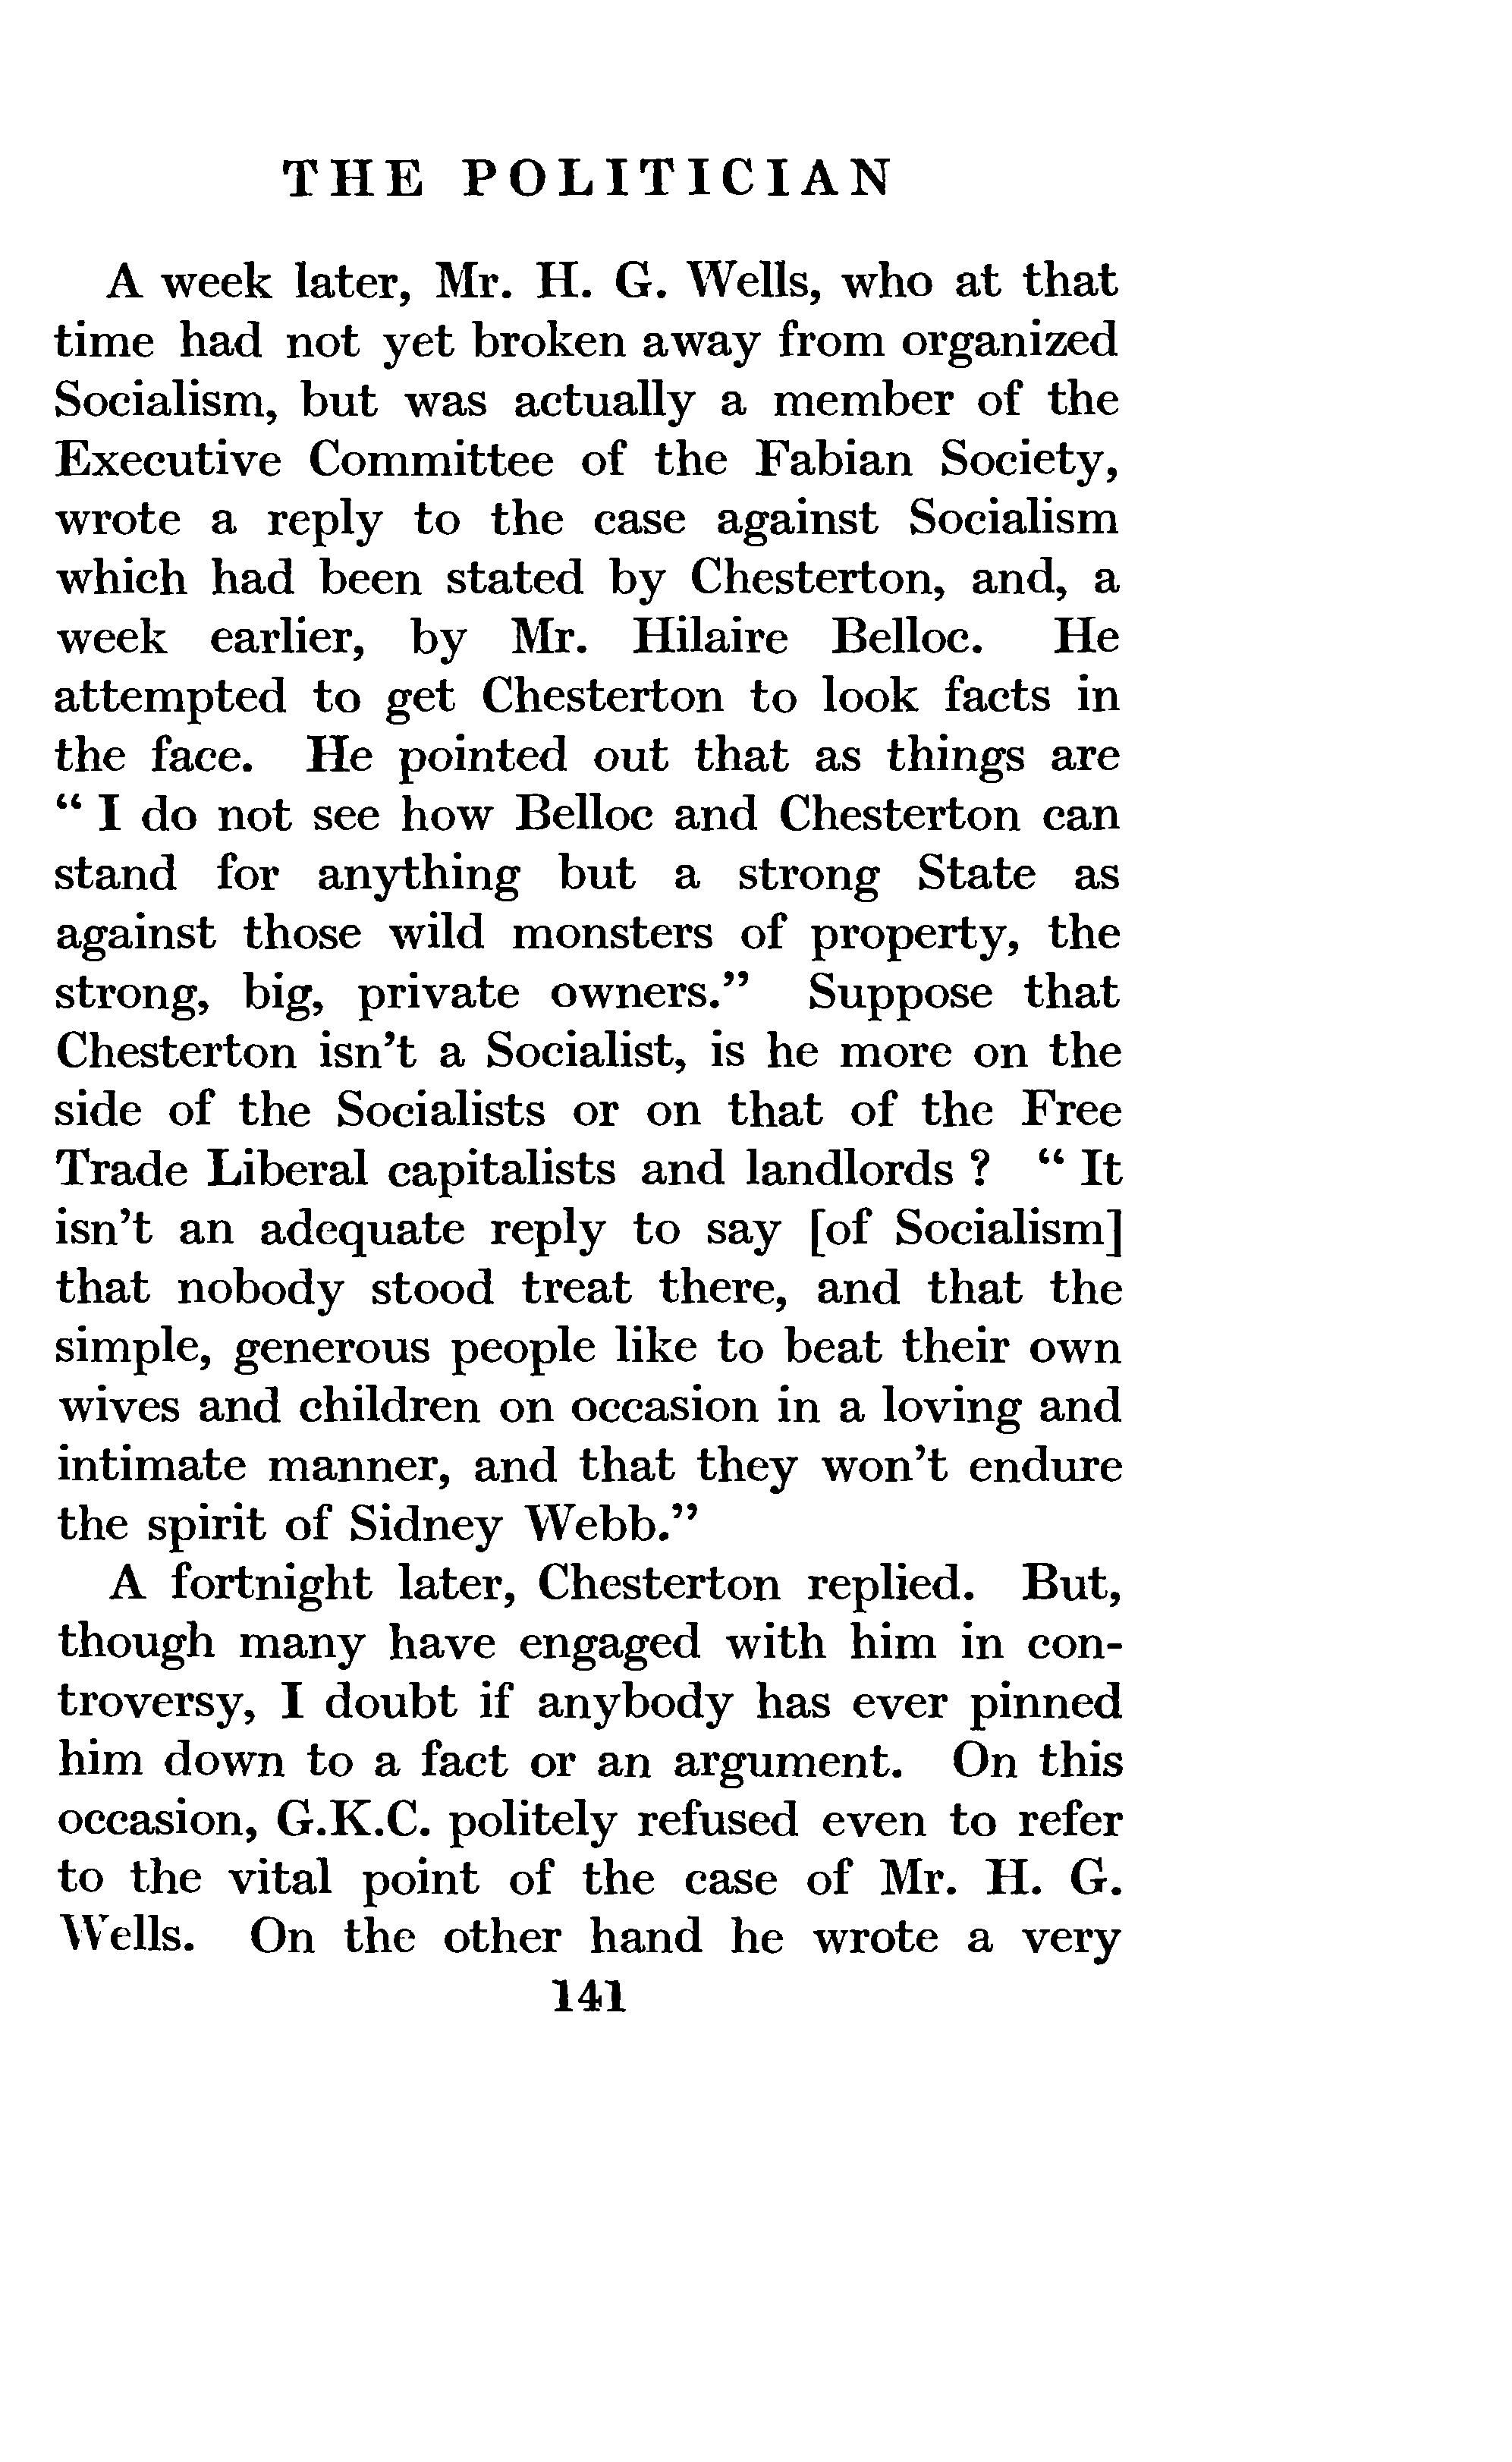 THE POLITICIAN
A week later, Mr. H. G. Wells, who at that
time had not yet broken away from organized
Socialism, but was actually a member of the
Executive Committee of the Fabian Society,
wrote a reply to the case against Socialism
which had been stated by Chesterton, and, a
week earlier, by Mr. Hilaire Belloc. He
attempted to get Chesterton to look facts in
the face. He pointed out that as things are
“ I do not see how Belloc and Chesterton can
stand for anything but a strong State as
against those wild monsters of property, the
strong, big, private owners.” Suppose that
Chesterton isn’t a Socialist, is he more on the
side of the Socialists or on that of the Free
Trade Liberal capitalists and landlords ? “ It
isn’t an adequate reply to say [of Socialism]
that nobody stood treat there, and that the
simple, generous people like to beat their own
wives and children on occasion in a loving and
intimate manner, and that they won’t endure
the spirit of Sidney Webb.”
A fortnight later, Chesterton replied. But,
though many have engaged with him in con-
troversy, I doubt if anybody has ever pinned
him down to a fact or an argument. On this
occasion, G.K.C. politely refused even to refer
to the vital point of the case of Mr. H. G.
Wells. On the other hand he wrote a very
141